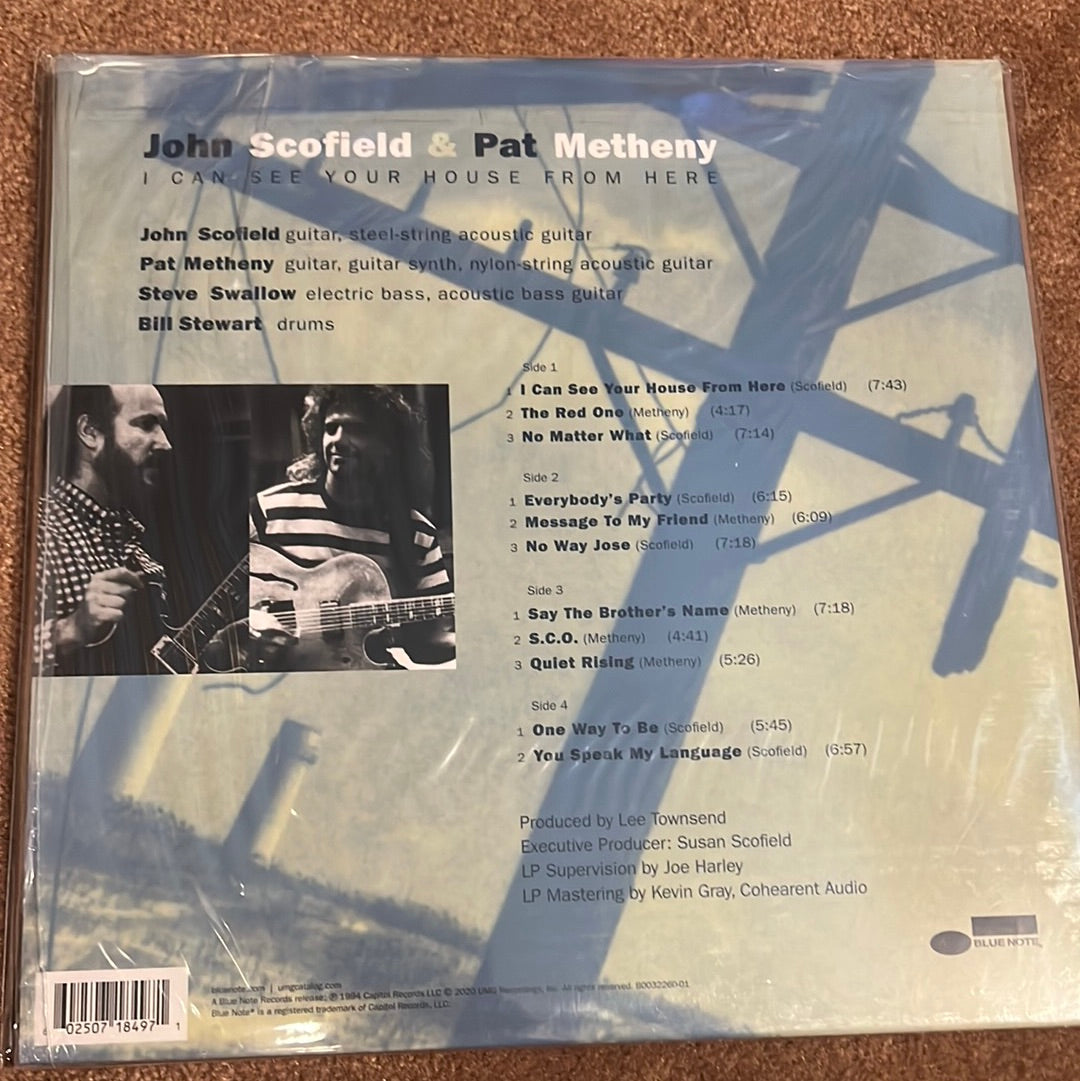 John Scofield & Pat Metheny
I CAN SEE YOUR HOUSE FROM HERE
John Scofield guitar, steel-string acoustic guitar
Pat Metheny guitar, guitar synth, nylon-string acoustic guitar
Steve Swallow electric bass, acoustic bass guitar
Bill Stewart drums
Side 1
1 I Can See Your House From Here (Scofield) (7:43)
2 The Red One (Metheny) (4:17)
3 No Matter What (Scofield) (7:14)
Side 2
1 Everybody's Party (Scofield) (6:15)
2 Message To My Friend (Metheny) (6:09)
3 No Way Jose (Scofield) (7:18)
Side 3
1 Say The Brother's Name (Metheny) (7:18)
2 S.C.O. (Metheny) (4:41)
3 Quiet Rising (Metheny) (5:26)
Side 4
1 One Way To Be (Scofield) (5:45)
2 You Speak My Language (Scofield) (6:57)
Produced by Lee Townsend
Executive Producer: Susan Scofield
LP Supervision by Joe Harley
LP Mastering by Kevin Gray, Cohearent Audio
BLUE NOTE
bluenote.com | umgcatalog.com
A Blue Note Records release; ℗ 1994 Capitol Records LLC © 2020 UMG Recordings, Inc. All rights reserved. B0032260-01
Blue Note® is a registered trademark of Capitol Records, LLC.
02507 18497 1